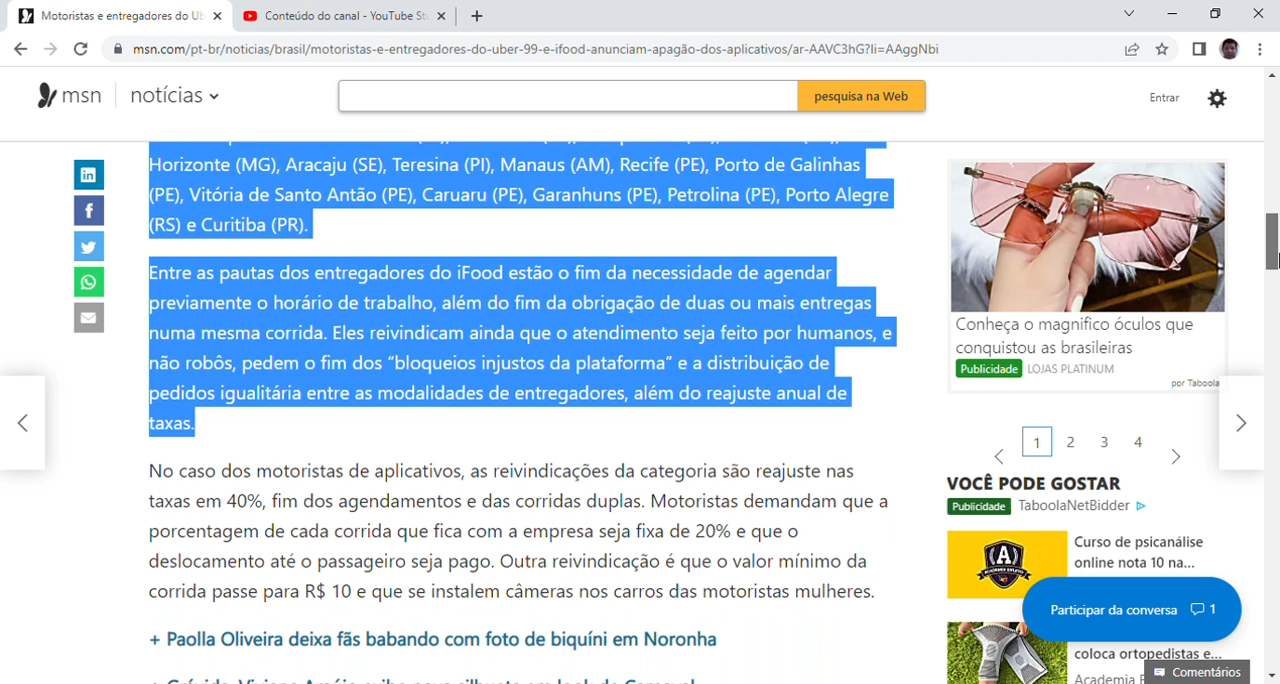 Motoristas e entregadores do Ub
Conteúdo do canal - YouTube St
msn.com/pt-br/noticias/brasil/motoristas-e-entregadores-do-uber-99-e-ifood-anunciam-apagão-dos-aplicativos/ar-AAVC3hG?li=AAggNbi
msn notícias
pesquisa na Web
Entrar
Horizonte (MG), Aracaju (SE), Teresina (PI), Manaus (AM), Recife (PE), Porto de Galinhas
(PE), Vitória de Santo Antão (PE), Caruaru (PE), Garanhuns (PE), Petrolina (PE), Porto Alegre
(RS) e Curitiba (PR).
Entre as pautas dos entregadores do iFood estão o fim da necessidade de agendar
previamente o horário de trabalho, além do fim da obrigação de duas ou mais entregas
numa mesma corrida. Eles reivindicam ainda que o atendimento seja feito por humanos, e
não robôs, pedem o fim dos “bloqueios injustos da plataforma” e a distribuição de
pedidos igualitária entre as modalidades de entregadores, além do reajuste anual de
taxas.
No caso dos motoristas de aplicativos, as reivindicações da categoria são reajuste nas
taxas em 40%, fim dos agendamentos e das corridas duplas. Motoristas demandam que a
porcentagem de cada corrida que fica com a empresa seja fixa de 20% e que o
deslocamento até o passageiro seja pago. Outra reivindicação é que o valor mínimo da
corrida passe para R$ 10 e que se instalem câmeras nos carros das motoristas mulheres.
+ Paolla Oliveira deixa fãs babando com foto de biquíni em Noronha
Conheça o magnifico óculos que
conquistou as brasileiras
Publicidade LOJAS PLATINUM
por Taboola
1 2 3 4
VOCÊ PODE GOSTAR
Publicidade TaboolaNetBidder
Curso de psicanálise
online nota 10 na...
Participar da conversa 1
coloca ortopedistas e...
Academia
Comentários